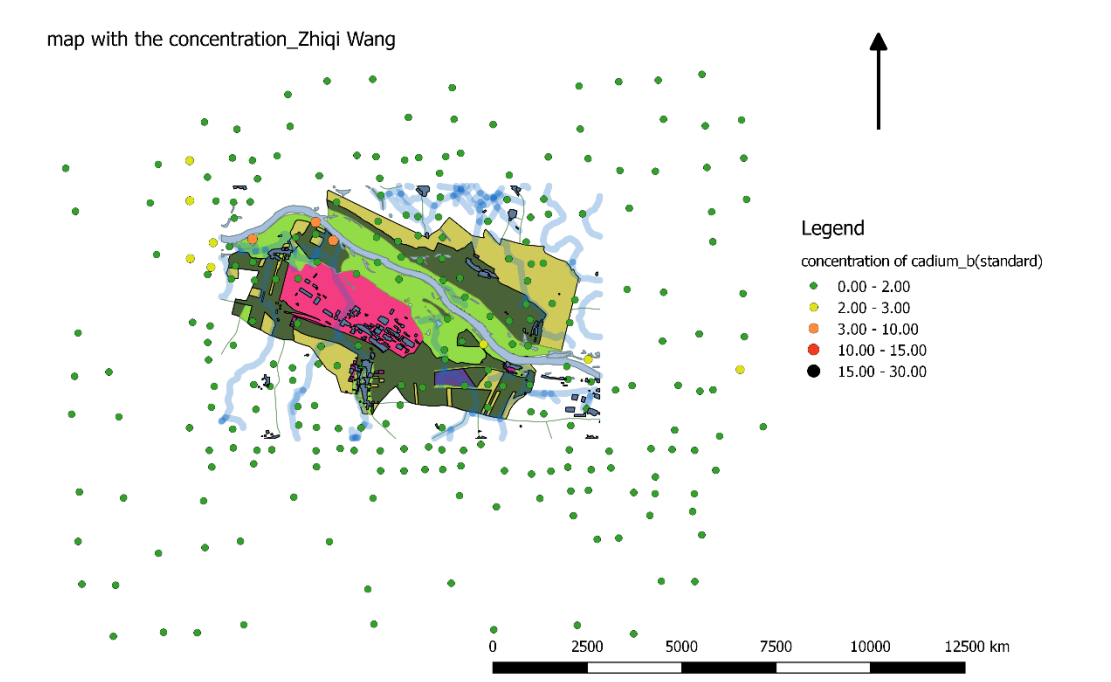 map with the concentration_Zhiqi Wang
Legend
concentration of cadium_b(standard)
0.00 - 2.00
2.00 - 3.00
3.00 - 10.00
10.00 - 15.00
15.00 - 30.00
0 2500 5000 7500 10000 12500 km